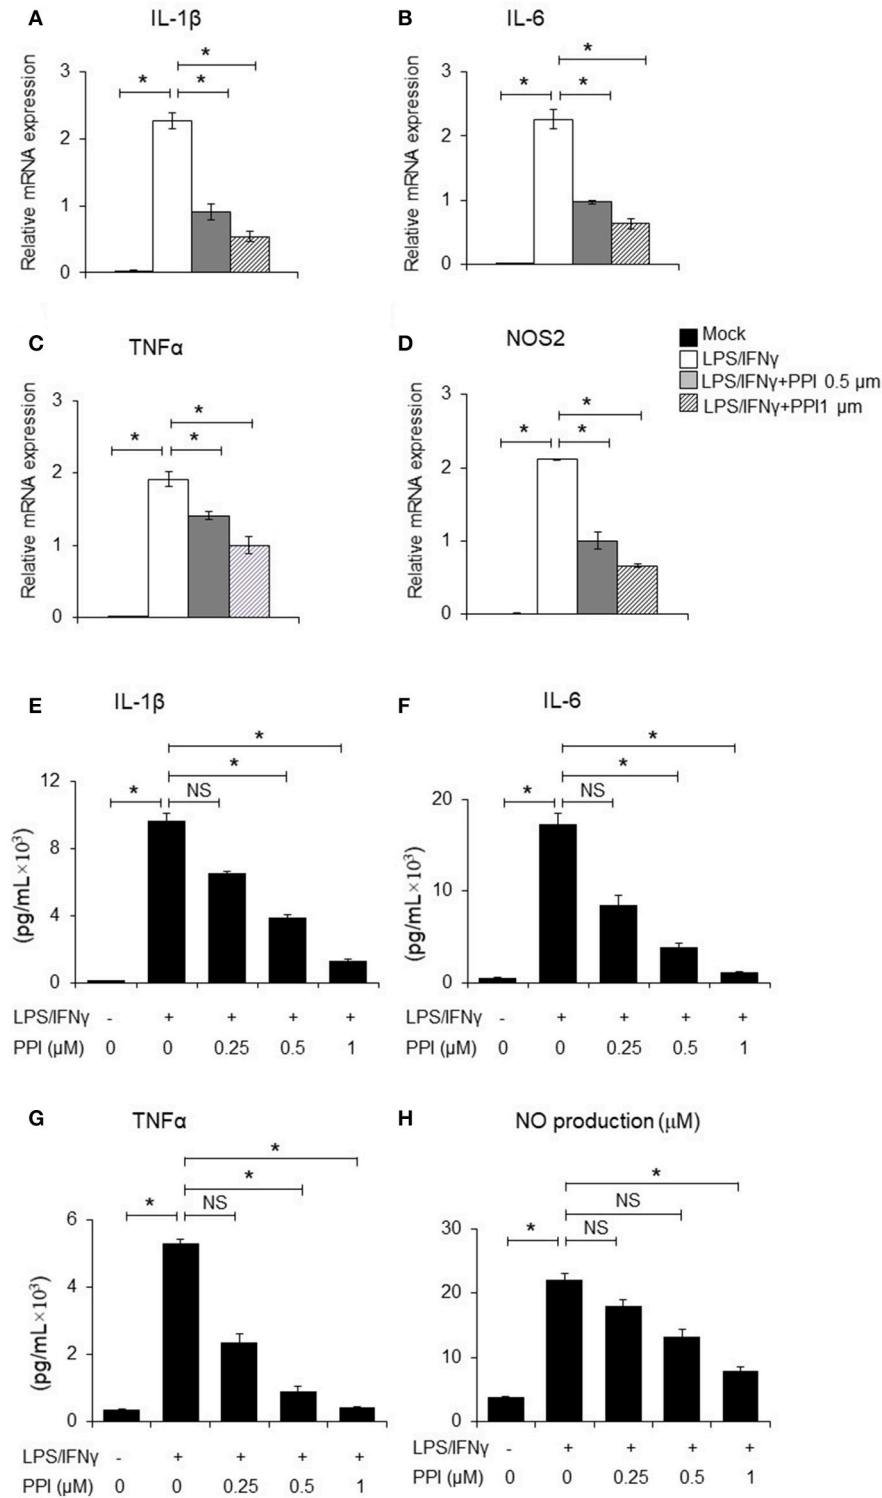 A IL-1β
Relative mRNA expression
3
2
1
0
* * *
B IL-6
Relative mRNA expression
3
2
1
0
* * *
C TNFα
Relative mRNA expression
3
2
1
0
* * *
D NOS2
Relative mRNA expression
3
2
1
0
* * *
Mock
LPS/IFNγ
LPS/IFNγ+PPI 0.5 μm
LPS/IFNγ+PPI1 μm
E IL-1β
(pg/mL×10³)
12
8
4
0
*
*
* NS
LPS/IFNγ - + + + +
PPI (μM) 0 0 0.25 0.5 1
F IL-6
(pg/mL×10³)
20
10
0
*
*
* NS
LPS/IFNγ - + + + +
PPI (μM) 0 0 0.25 0.5 1
G TNFα
(pg/mL×10³)
6
4
2
0
*
*
* NS
LPS/IFNγ - + + + +
PPI (μM) 0 0 0.25 0.5 1
H NO production (μM)
30
20
10
0
*
NS
* NS
LPS/IFNγ - + + + +
PPI (μM) 0 0 0.25 0.5 1